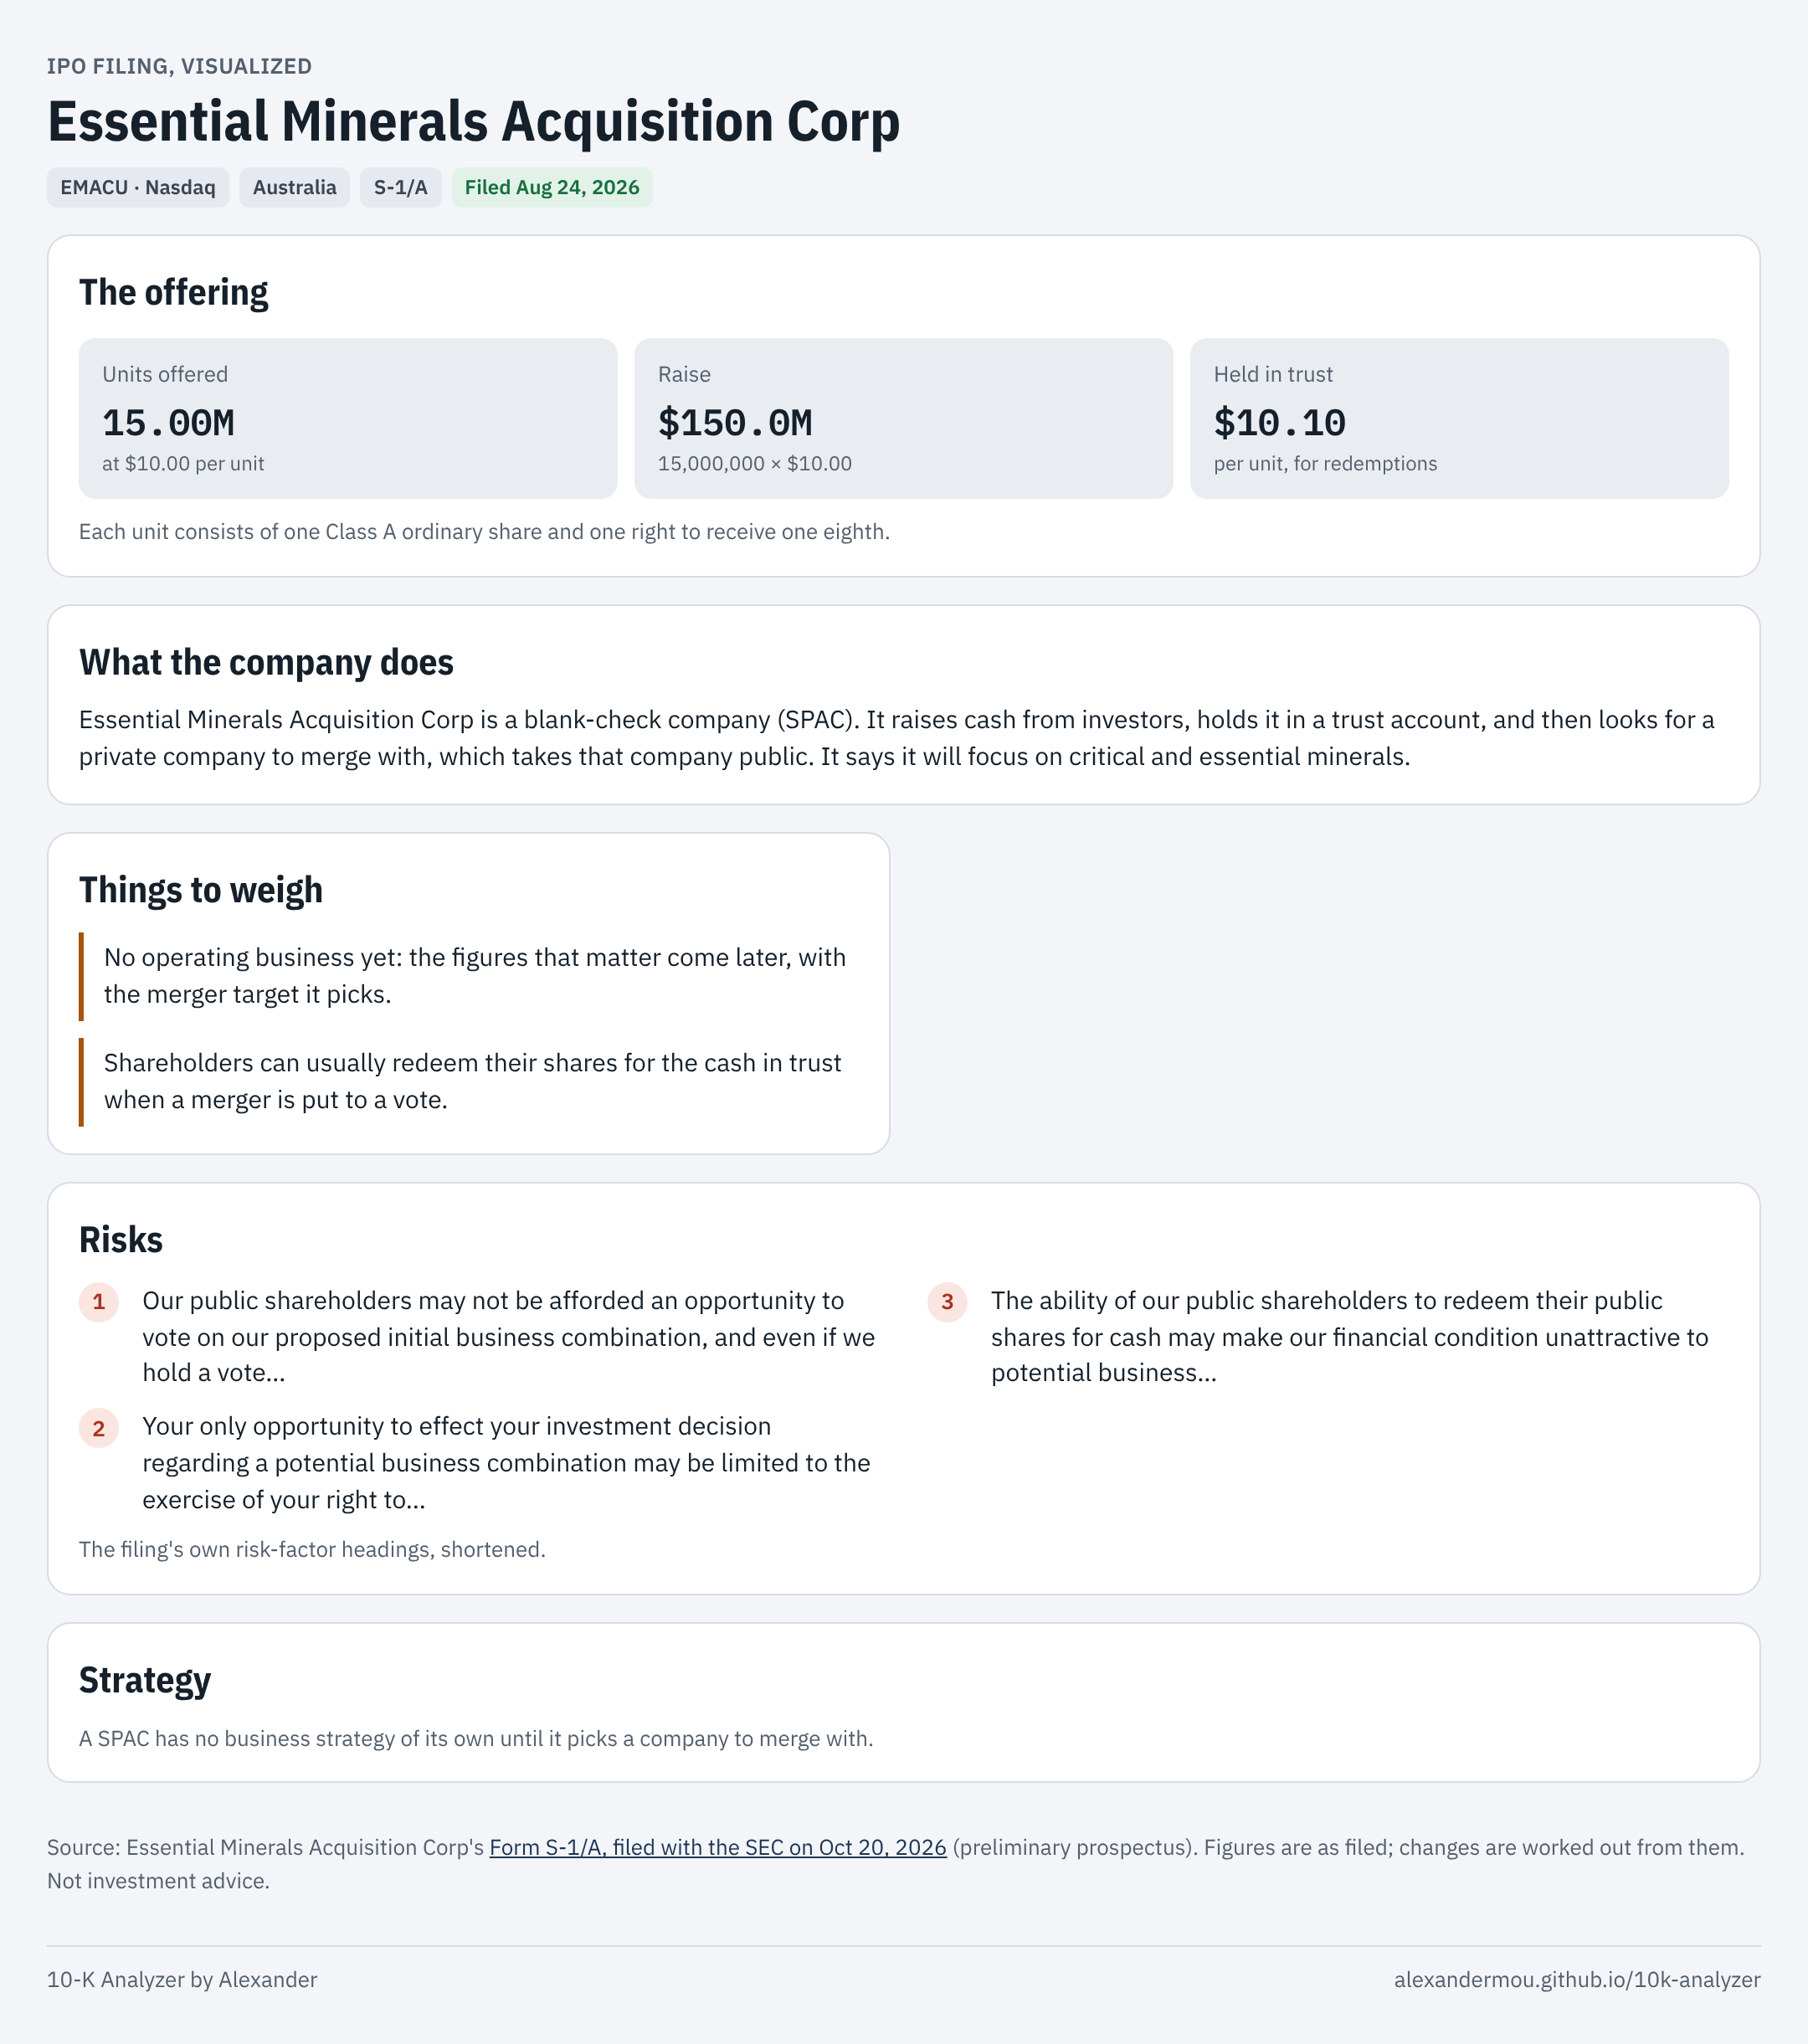 IPO FILING, VISUALIZED
Essential Minerals Acquisition Corp
EMACU · Nasdaq
Australia
S-1/A
Filed Aug 24, 2026
The offering
Units offered
15.00M
at $10.00 per unit
Raise
$150.0M
15,000,000 × $10.00
Held in trust
$10.10
per unit, for redemptions
Each unit consists of one Class A ordinary share and one right to receive one eighth.
What the company does
Essential Minerals Acquisition Corp is a blank-check company (SPAC). It raises cash from investors, holds it in a trust account, and then looks for a
private company to merge with, which takes that company public. It says it will focus on critical and essential minerals.
Things to weigh
No operating business yet: the figures that matter come later, with
the merger target it picks.
Shareholders can usually redeem their shares for the cash in trust
when a merger is put to a vote.
Risks
1
Our public shareholders may not be afforded an opportunity to
vote on our proposed initial business combination, and even if we
hold a vote…
2
Your only opportunity to effect your investment decision
regarding a potential business combination may be limited to the
exercise of your right to…
3
The ability of our public shareholders to redeem their public
shares for cash may make our financial condition unattractive to
potential business…
The filing's own risk-factor headings, shortened.
Strategy
A SPAC has no business strategy of its own until it picks a company to merge with.
Source: Essential Minerals Acquisition Corp's Form S-1/A, filed with the SEC on Oct 20, 2026 (preliminary prospectus). Figures are as filed; changes are worked out from them.
Not investment advice.
10-K Analyzer by Alexander
alexandermou.github.io/10k-analyzer